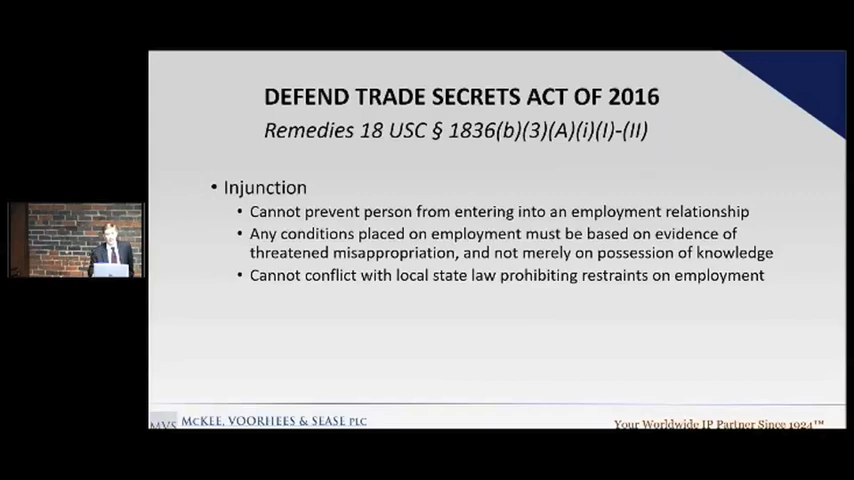 DEFEND TRADE SECRETS ACT OF 2016
Remedies 18 USC § 1836(b)(3)(A)(i)(I)-(II)
• Injunction
• Cannot prevent person from entering into an employment relationship
• Any conditions placed on employment must be based on evidence of
threatened misappropriation, and not merely on possession of knowledge
• Cannot conflict with local state law prohibiting restraints on employment
MVS
McKEE, VOORHEES & SEASE PLC
Your Worldwide IP Partner Since 1924™